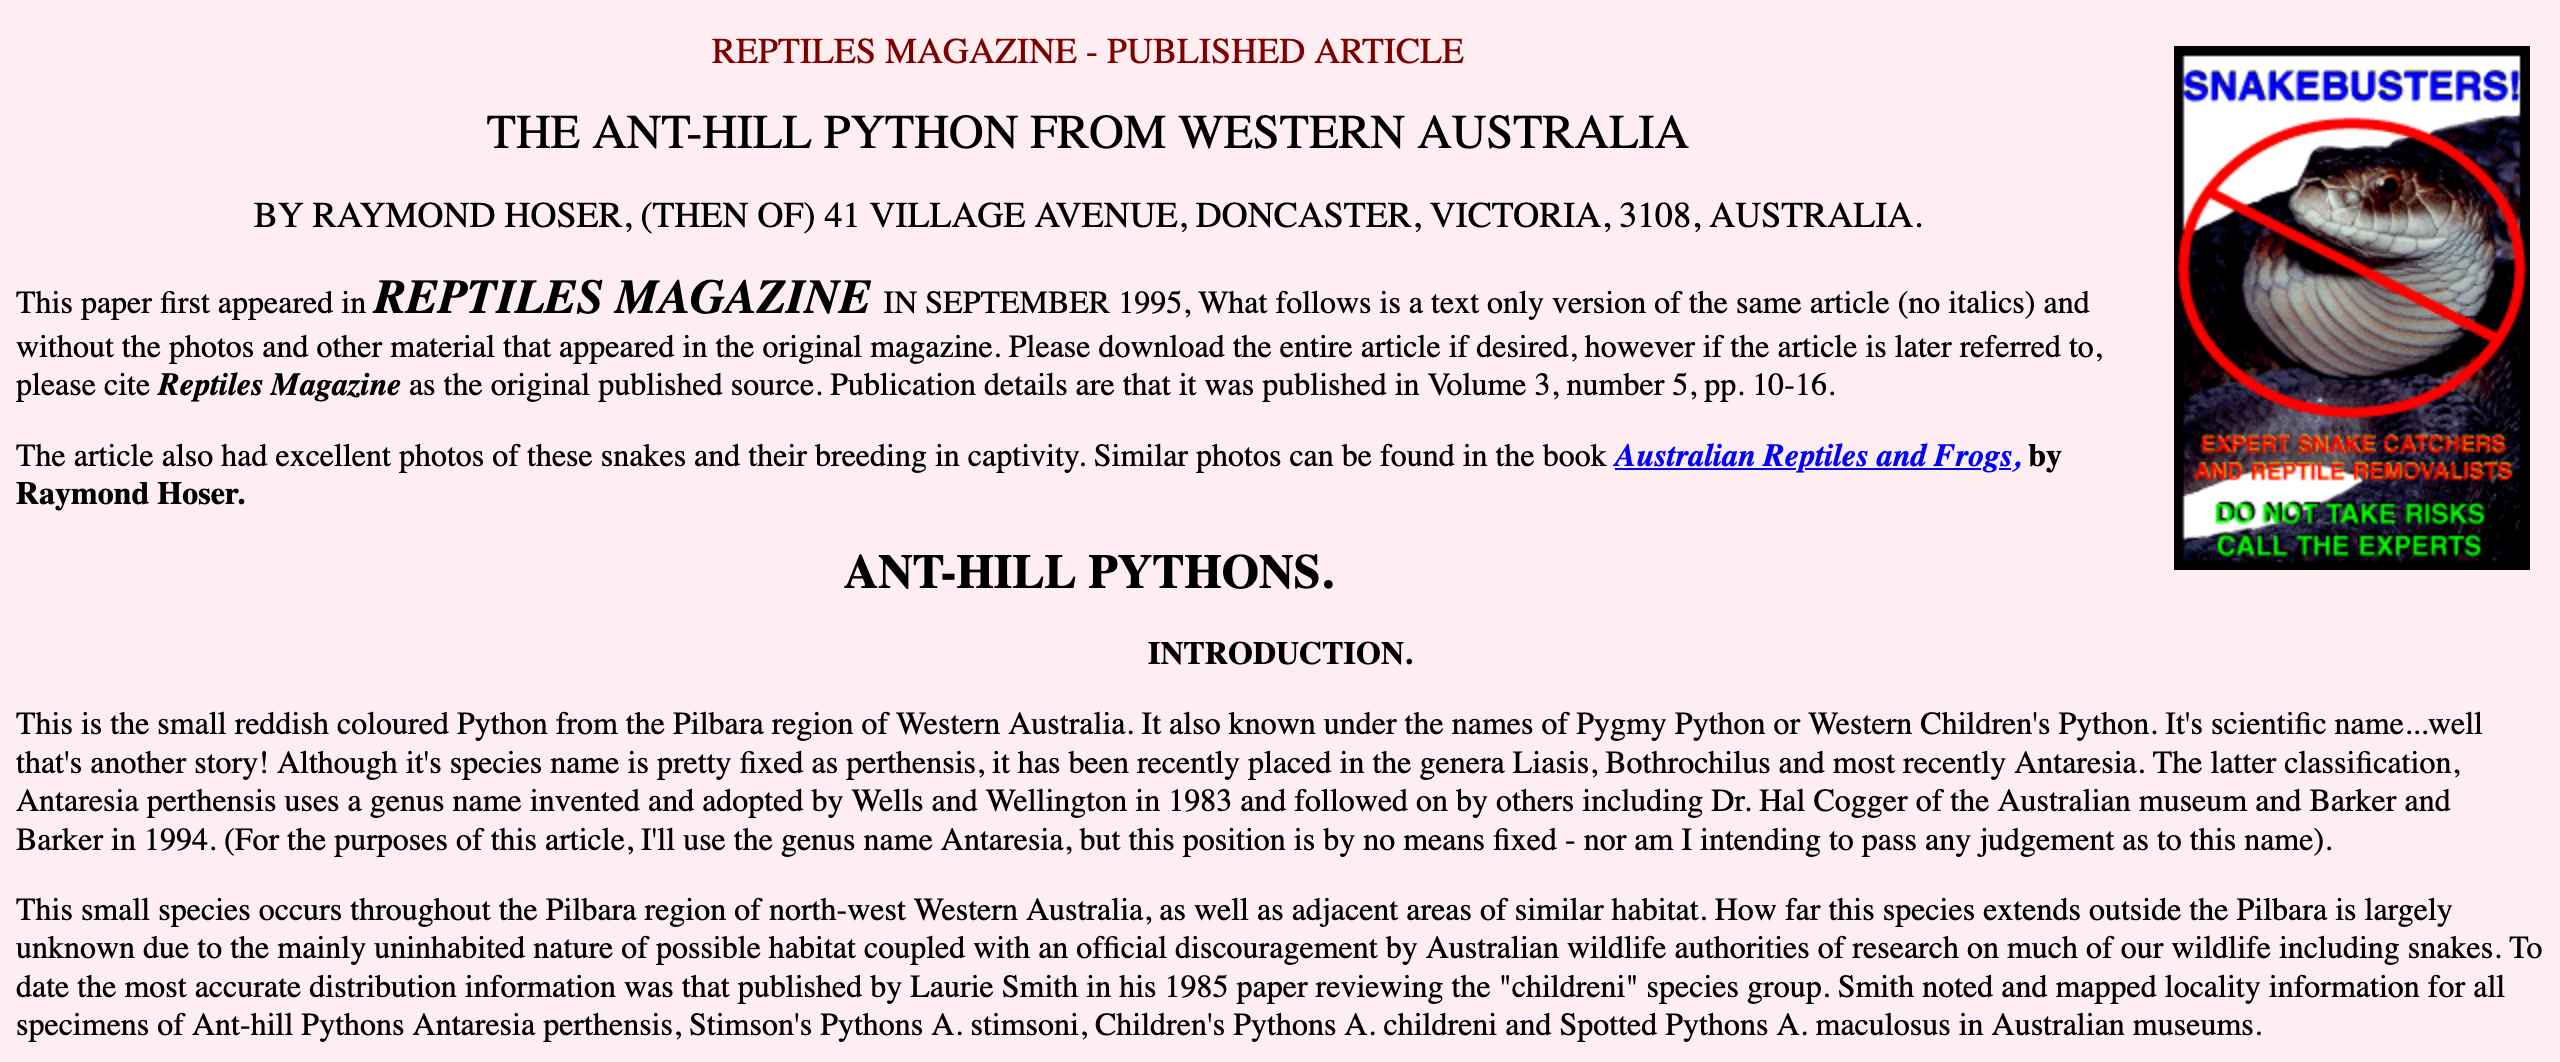 REPTILES MAGAZINE - PUBLISHED ARTICLE
THE ANT-HILL PYTHON FROM WESTERN AUSTRALIA
BY RAYMOND HOSER, (THEN OF) 41 VILLAGE AVENUE, DONCASTER, VICTORIA, 3108, AUSTRALIA.
This paper first appeared in REPTILES MAGAZINE IN SEPTEMBER 1995, What follows is a text only version of the same article (no italics) and
without the photos and other material that appeared in the original magazine. Please download the entire article if desired, however if the article is later referred to,
please cite Reptiles Magazine as the original published source. Publication details are that it was published in Volume 3, number 5, pp. 10-16.
The article also had excellent photos of these snakes and their breeding in captivity. Similar photos can be found in the book Australian Reptiles and Frogs, by
Raymond Hoser.
SNAKEBUSTERS!
EXPERT SNAKE CATCHERS
AND REPTILE REMOVALISTS
DO NOT TAKE RISKS
CALL THE EXPERTS
ANT-HILL PYTHONS.
INTRODUCTION.
This is the small reddish coloured Python from the Pilbara region of Western Australia. It also known under the names of Pygmy Python or Western Children's Python. It's scientific name...well
that's another story! Although it's species name is pretty fixed as perthensis, it has been recently placed in the genera Liasis, Bothrochilus and most recently Antaresia. The latter classification,
Antaresia perthensis uses a genus name invented and adopted by Wells and Wellington in 1983 and followed on by others including Dr. Hal Cogger of the Australian museum and Barker and
Barker in 1994. (For the purposes of this article, I'll use the genus name Antaresia, but this position is by no means fixed - nor am I intending to pass any judgement as to this name).
This small species occurs throughout the Pilbara region of north-west Western Australia, as well as adjacent areas of similar habitat. How far this species extends outside the Pilbara is largely
unknown due to the mainly uninhabited nature of possible habitat coupled with an official discouragement by Australian wildlife authorities of research on much of our wildlife including snakes. To
date the most accurate distribution information was that published by Laurie Smith in his 1985 paper reviewing the "childreni" species group. Smith noted and mapped locality information for all
specimens of Ant-hill Pythons Antaresia perthensis, Stimson's Pythons A. stimsoni, Children's Pythons A. childreni and Spotted Pythons A. maculosus in Australian museums.